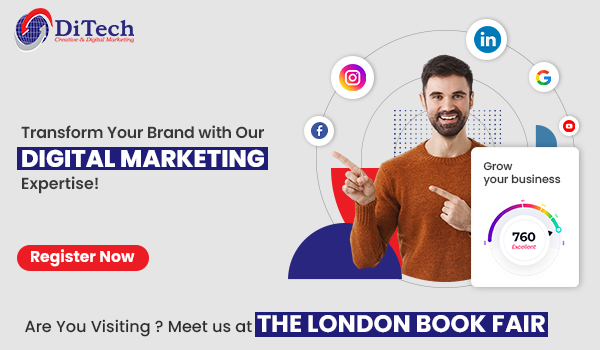 DiTech
Creative & Digital Marketing
Transform Your Brand with Our
DIGITAL MARKETING
Expertise!
Grow
your business
760
Excellent
Register Now
Are You Visiting ? Meet us at THE LONDON BOOK FAIR